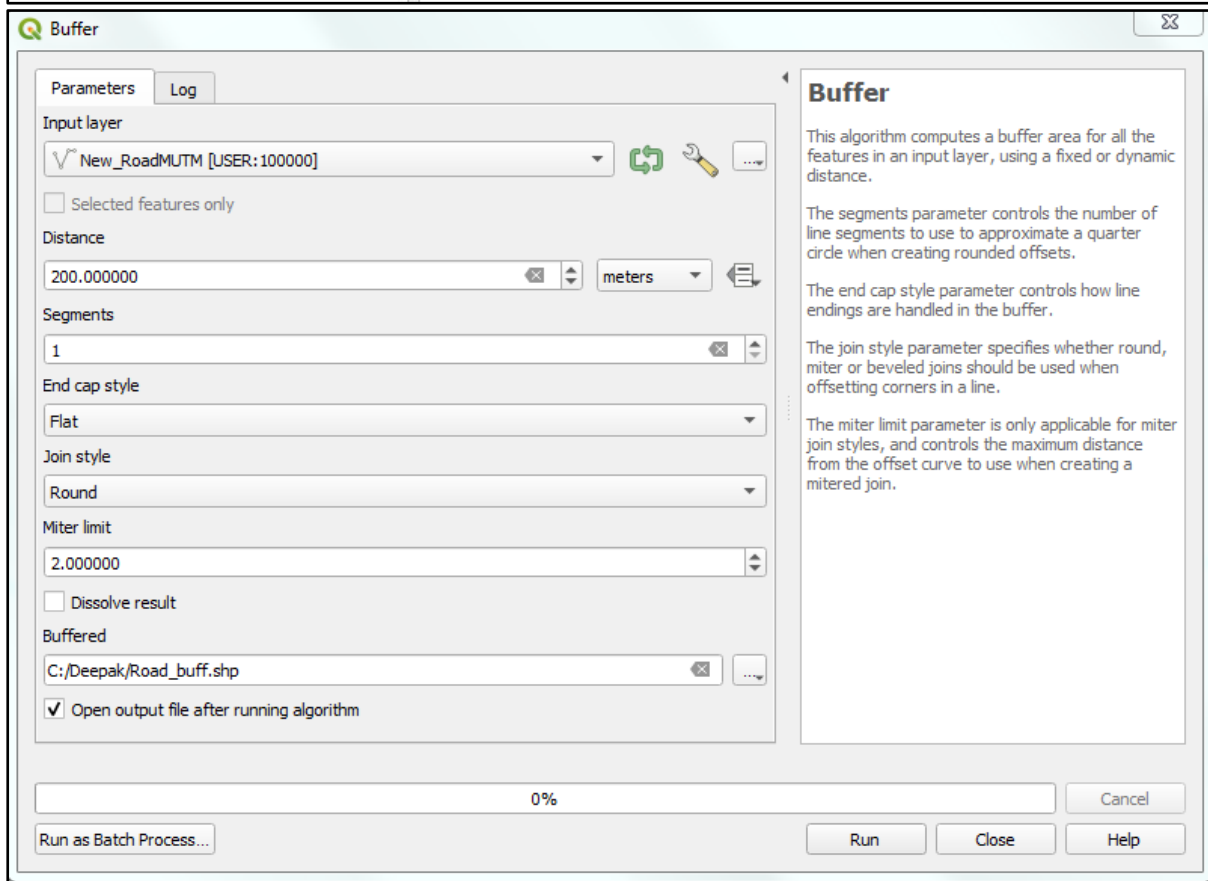 Buffer
Parameters
Log
Input layer
New_RoadMUTM [USER:100000]
...
Selected features only
Distance
200.000000
meters
Segments
1
End cap style
Flat
Join style
Round
Miter limit
2.000000
Dissolve result
Buffered
C:/Deepak/Road_buff.shp
...
Open output file after running algorithm
Buffer
This algorithm computes a buffer area for all the
features in an input layer, using a fixed or dynamic
distance.
The segments parameter controls the number of
line segments to use to approximate a quarter
circle when creating rounded offsets.
The end cap style parameter controls how line
endings are handled in the buffer.
The join style parameter specifies whether round,
miter or beveled joins should be used when
offsetting corners in a line.
The miter limit parameter is only applicable for miter
join styles, and controls the maximum distance
from the offset curve to use when creating a
mitered join.
0%
Cancel
Run as Batch Process...
Run
Close
Help